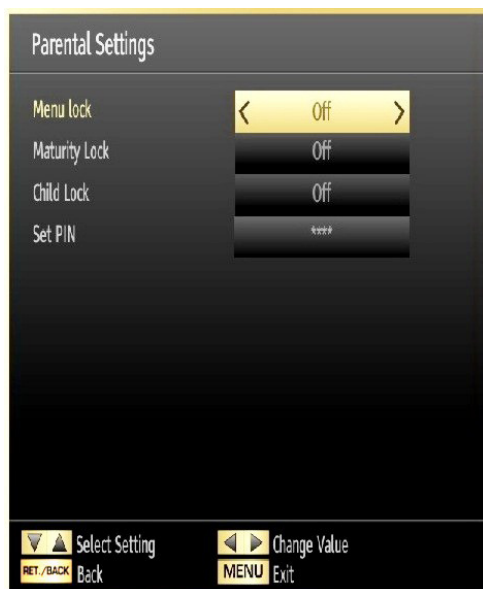 Parental Settings
Menu lock Off
Maturity Lock Off
Child Lock Off
Set PIN ****
Select Setting Change Value
RET./BACK Back MENU Exit